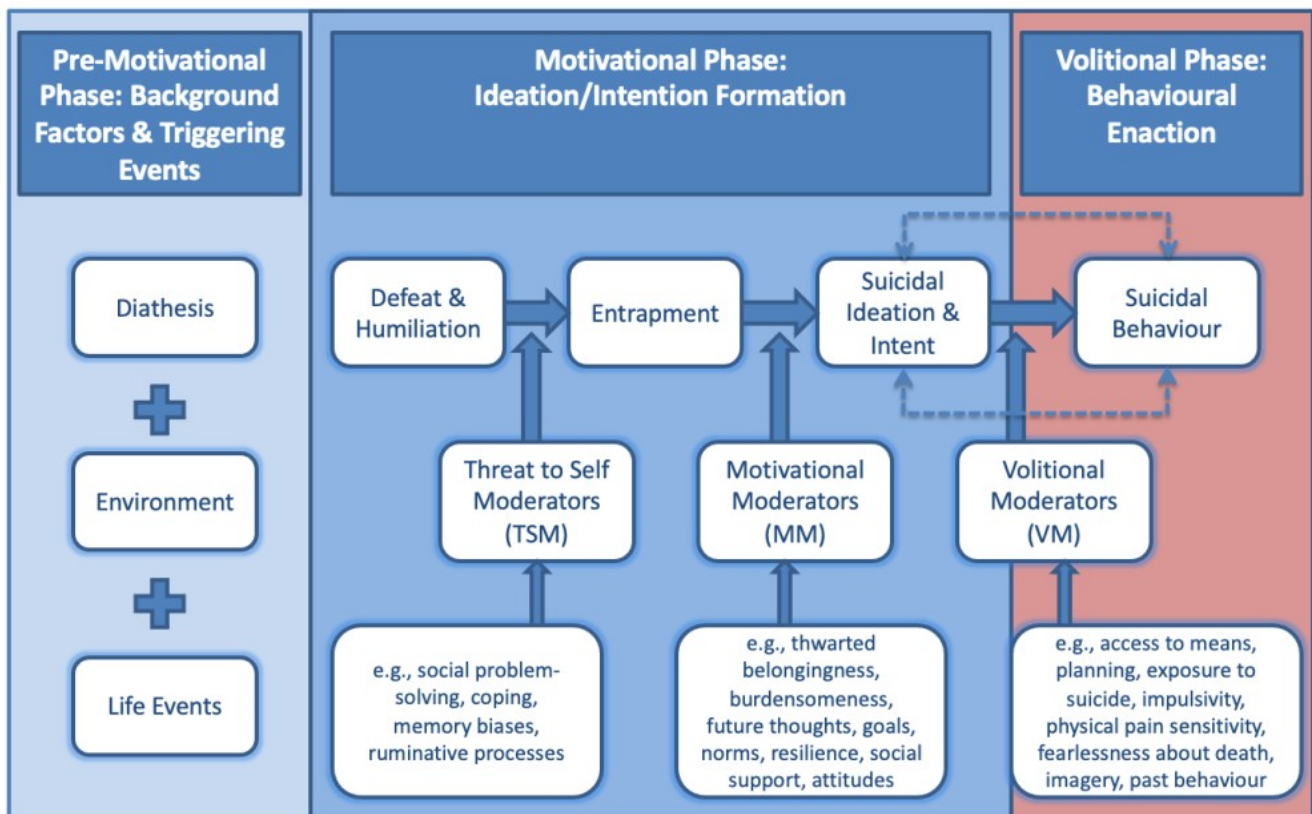 Pre-Motivational
Phase: Background
Factors & Triggering
Events
Motivational Phase:
Ideation/Intention Formation
Volitional Phase:
Behavioural
Enaction
Diathesis
Environment
Life Events
Defeat &
Humiliation
Entrapment
Suicidal
Ideation &
Intent
Suicidal
Behaviour
Threat to Self
Moderators
(TSM)
Motivational
Moderators
(MM)
Volitional
Moderators
(VM)
e.g., social problem-
solving, coping,
memory biases,
ruminative processes
e.g., thwarted
belongingness,
burdensomeness,
future thoughts, goals,
norms, resilience, social
support, attitudes
e.g., access to means,
planning, exposure to
suicide, impulsivity,
physical pain sensitivity,
fearlessness about death,
imagery, past behaviour